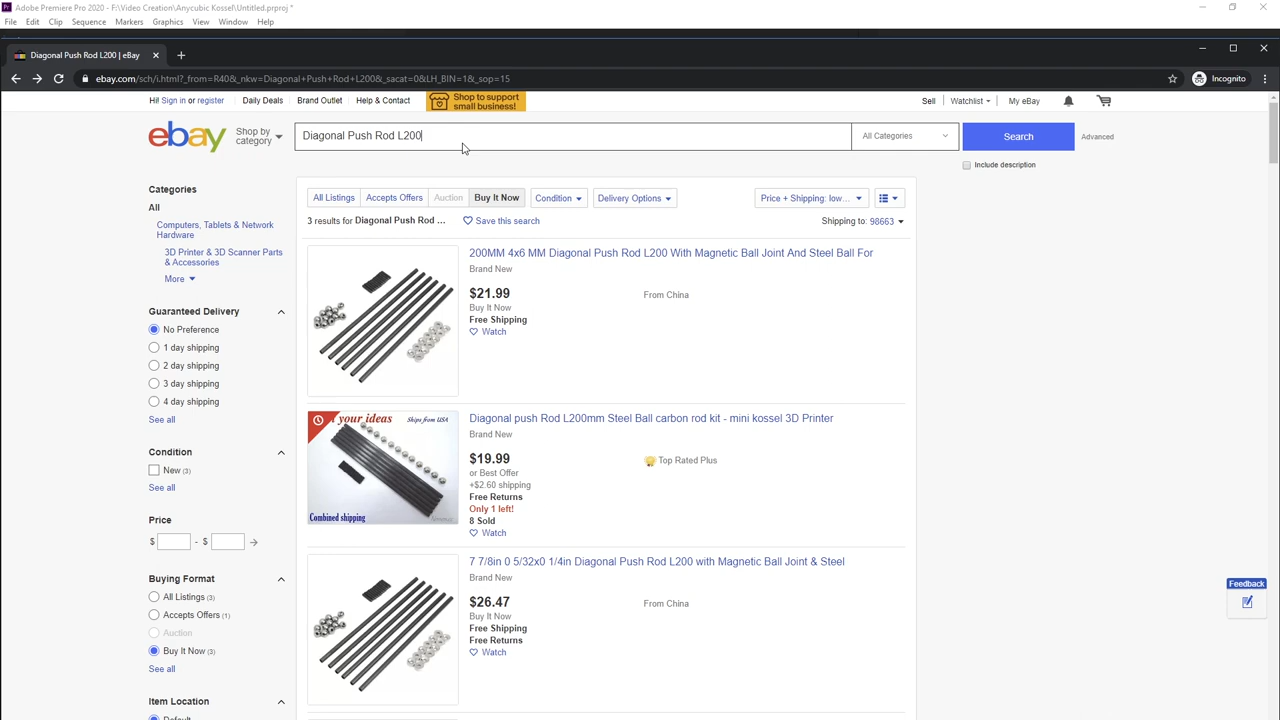 Adobe Premiere Pro 2020 - F:\Video Creation\Anycubic Kossel\Untitled.prproj *
File Edit Clip Sequence Markers Graphics View Window Help
Diagonal Push Rod L200 | eBay
ebay.com/sch/i.html?_from=R40&_nkw=Diagonal+Push+Rod+L200&_sacat=0&LH_BIN=1&_sop=15
Incognito
Hi! Sign in or register Daily Deals Brand Outlet Help & Contact
Shop to support
small business!
Sell Watchlist My eBay
ebay
Shop by
category
Diagonal Push Rod L200
All Categories
Search
Advanced
Include description
Categories
All
Computers, Tablets & Network
Hardware
3D Printer & 3D Scanner Parts
& Accessories
More
Guaranteed Delivery
No Preference
1 day shipping
2 day shipping
3 day shipping
4 day shipping
See all
Condition
New (3)
See all
Price
$ - $
Buying Format
All Listings (3)
Accepts Offers (1)
Auction
Buy It Now (3)
See all
Item Location
Default
All Listings Accepts Offers Auction Buy It Now Condition Delivery Options
Price + Shipping: low...
3 results for Diagonal Push Rod ... Save this search
Shipping to: 98663
200MM 4x6 MM Diagonal Push Rod L200 With Magnetic Ball Joint And Steel Ball For
Brand New
$21.99
From China
Buy It Now
Free Shipping
Watch
your ideas
Ships from USA
Combined shipping
Diagonal push Rod L200mm Steel Ball carbon rod kit - mini kossel 3D Printer
Brand New
$19.99
Top Rated Plus
or Best Offer
+$2.60 shipping
Free Returns
Only 1 left!
8 Sold
Watch
7 7/8in 0 5/32x0 1/4in Diagonal Push Rod L200 with Magnetic Ball Joint & Steel
Brand New
$26.47
From China
Buy It Now
Free Shipping
Free Returns
Watch
Feedback